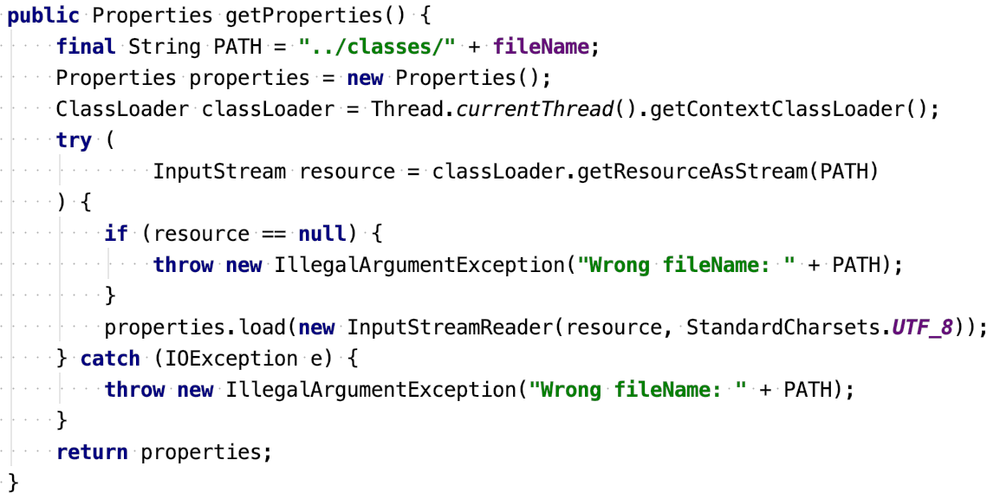 public Properties getProperties() {
    final String PATH = "../classes/" + fileName;
    Properties properties = new Properties();
    ClassLoader classLoader = Thread.currentThread().getContextClassLoader();
    try (
            InputStream resource = classLoader.getResourceAsStream(PATH)
    ) {
        if (resource == null) {
            throw new IllegalArgumentException("Wrong fileName: " + PATH);
        }
        properties.load(new InputStreamReader(resource, StandardCharsets.UTF_8));
    } catch (IOException e) {
        throw new IllegalArgumentException("Wrong fileName: " + PATH);
    }
    return properties;
}